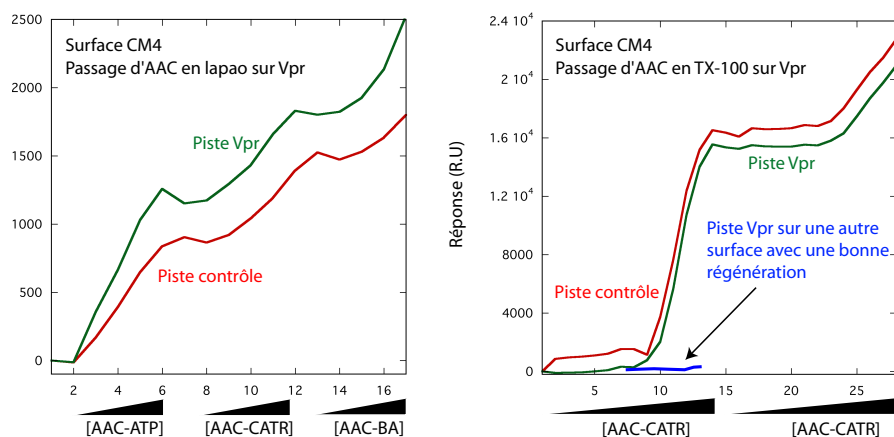 Surface CM4
Passage d'AAC en lapao sur Vpr
2500
2000
1500
1000
500
0
Piste Vpr
Piste contrôle
2 4 6 8 10 12 14 16
[AAC-ATP] [AAC-CATR] [AAC-BA]
Réponse (R.U)
Surface CM4
Passage d'AAC en TX-100 sur Vpr
2.4 10⁴
2 10⁴
1.6 10⁴
1.2 10⁴
8000
4000
0
Piste Vpr
Piste Vpr sur une autre
surface avec une bonne
régénération
Piste contrôle
5 10 15 20 25
[AAC-CATR] [AAC-CATR]